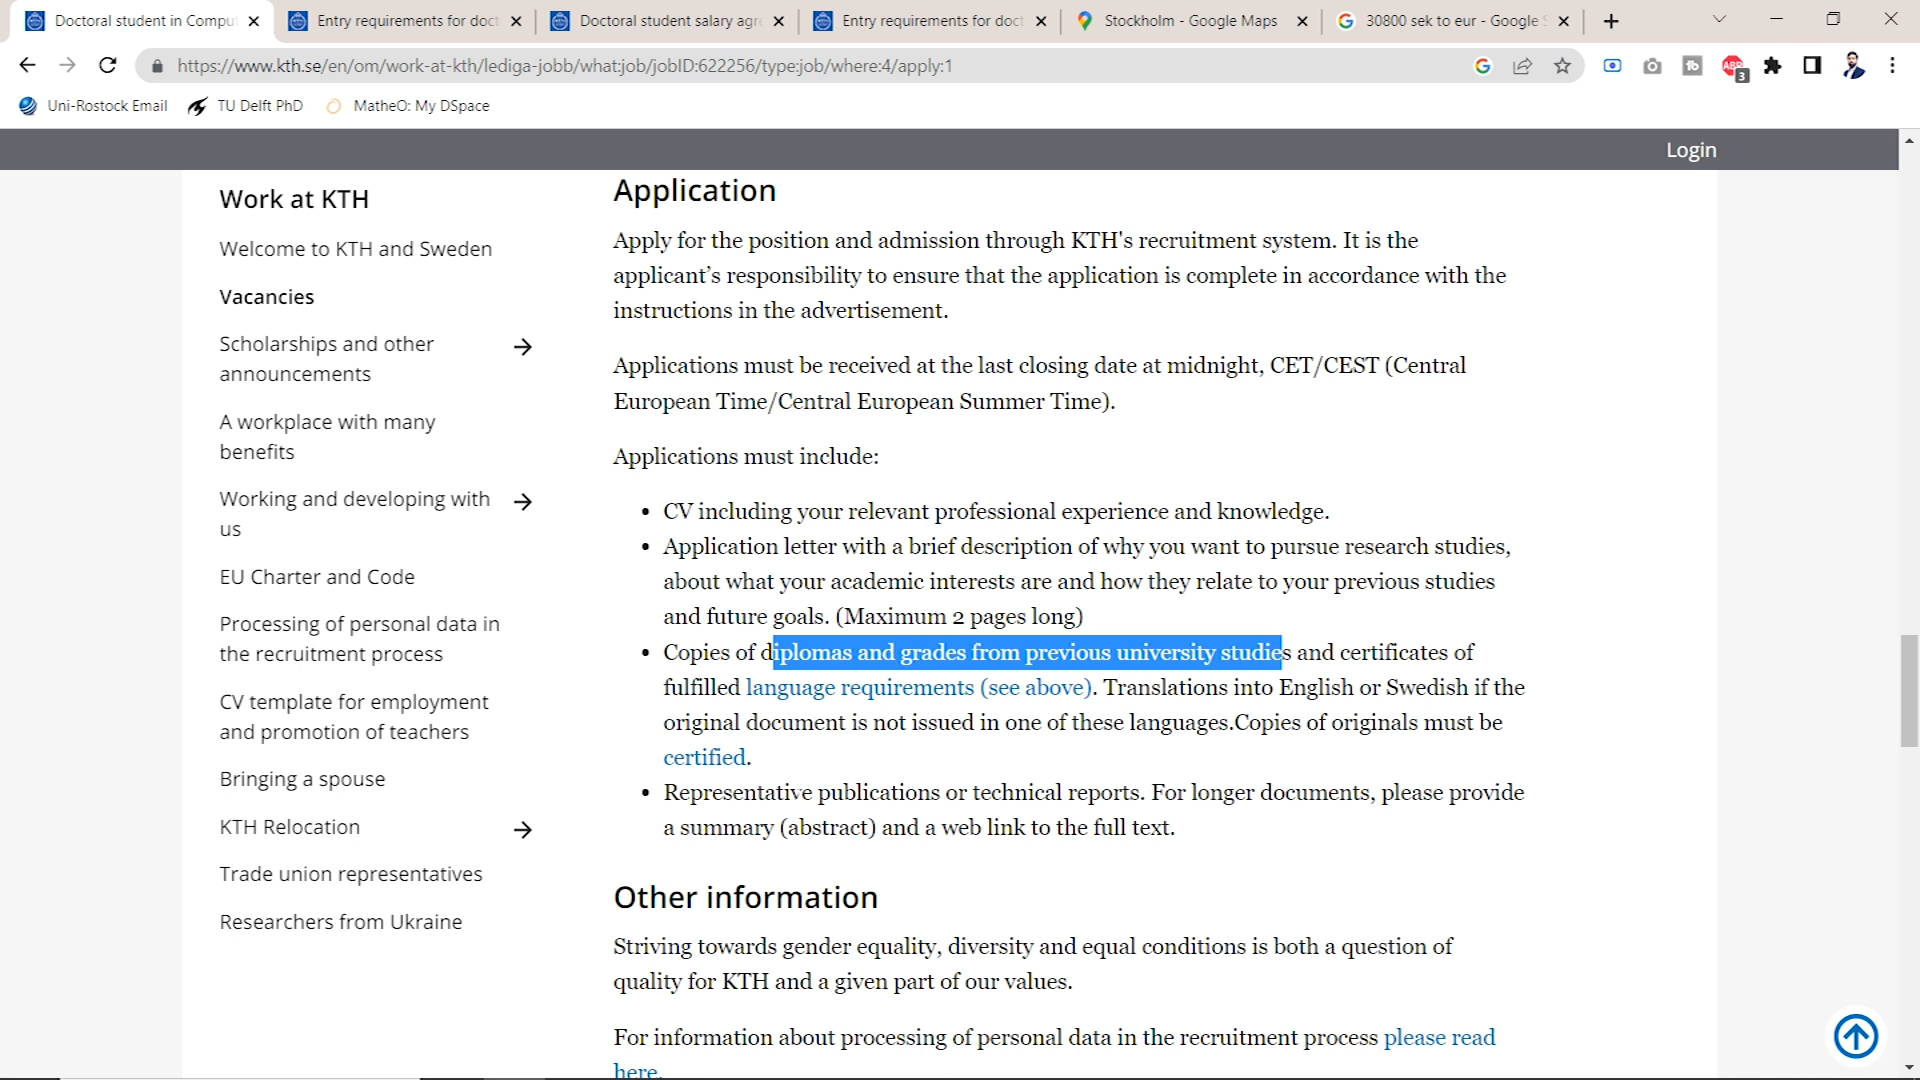 Doctoral student in Compu
Entry requirements for doct
Doctoral student salary agre
Entry requirements for doct
Stockholm - Google Maps
30800 sek to eur - Google S
https://www.kth.se/en/om/work-at-kth/lediga-jobb/what:job/jobID:622256/type:job/where:4/apply:1
ABP
3
Uni-Rostock Email
TU Delft PhD
MatheO: My DSpace
Login
Work at KTH
Welcome to KTH and Sweden
Vacancies
Scholarships and other
announcements
A workplace with many
benefits
Working and developing with
us
EU Charter and Code
Processing of personal data in
the recruitment process
CV template for employment
and promotion of teachers
Bringing a spouse
KTH Relocation
Trade union representatives
Researchers from Ukraine
Application
Apply for the position and admission through KTH's recruitment system. It is the
applicant’s responsibility to ensure that the application is complete in accordance with the
instructions in the advertisement.
Applications must be received at the last closing date at midnight, CET/CEST (Central
European Time/Central European Summer Time).
Applications must include:
• CV including your relevant professional experience and knowledge.
• Application letter with a brief description of why you want to pursue research studies,
about what your academic interests are and how they relate to your previous studies
and future goals. (Maximum 2 pages long)
• Copies of diplomas and grades from previous university studies and certificates of
fulfilled language requirements (see above). Translations into English or Swedish if the
original document is not issued in one of these languages.Copies of originals must be
certified.
• Representative publications or technical reports. For longer documents, please provide
a summary (abstract) and a web link to the full text.
Other information
Striving towards gender equality, diversity and equal conditions is both a question of
quality for KTH and a given part of our values.
For information about processing of personal data in the recruitment process please read
here.